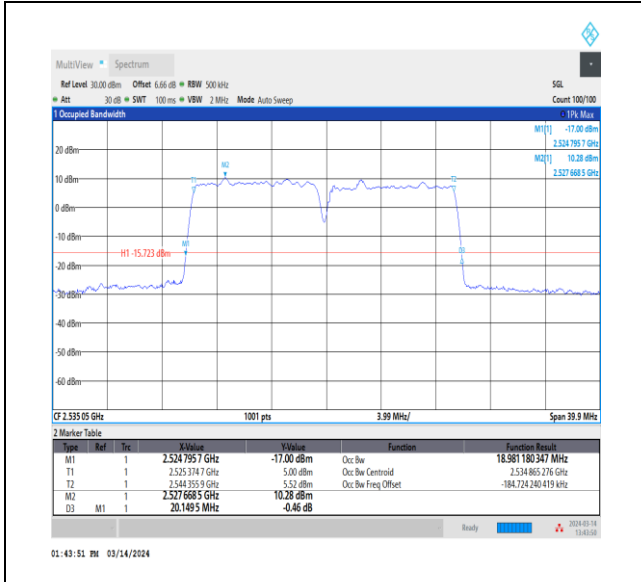 MultiView Spectrum
Ref Level 30.00 dBm Offset 6.66 dB RBW 500 kHz SGL
Att 30 dB SWT 100 ms VBW 2 MHz Mode Auto Sweep Count 100/100
1 Occupied Bandwidth 1Pk Max
M1[1] -17.00 dBm
2.524 795 7 GHz
M2[1] 10.28 dBm
2.527 668 5 GHz
20 dBm
M2
T1
T2
10 dBm
0 dBm
-10 dBm
M1
H1 -15.723 dBm
D3
-20 dBm
-30 dBm
-40 dBm
-50 dBm
-60 dBm
CF 2.535 05 GHz 1001 pts 3.99 MHz/ Span 39.9 MHz
2 Marker Table
Type Ref Trc X-Value Y-Value Function Function Result
M1 1 2.524 795 7 GHz -17.00 dBm Occ Bw 18.981 180 347 MHz
T1 1 2.525 374 7 GHz 5.00 dBm Occ Bw Centroid 2.534 865 276 GHz
T2 1 2.544 355 9 GHz 5.52 dBm Occ Bw Freq Offset -184.724 240 419 kHz
M2 1 2.527 668 5 GHz 10.28 dBm
D3 M1 1 20.149 5 MHz -0.46 dB
Ready 2024-03-14
13:43:50
01:43:51 PM 03/14/2024